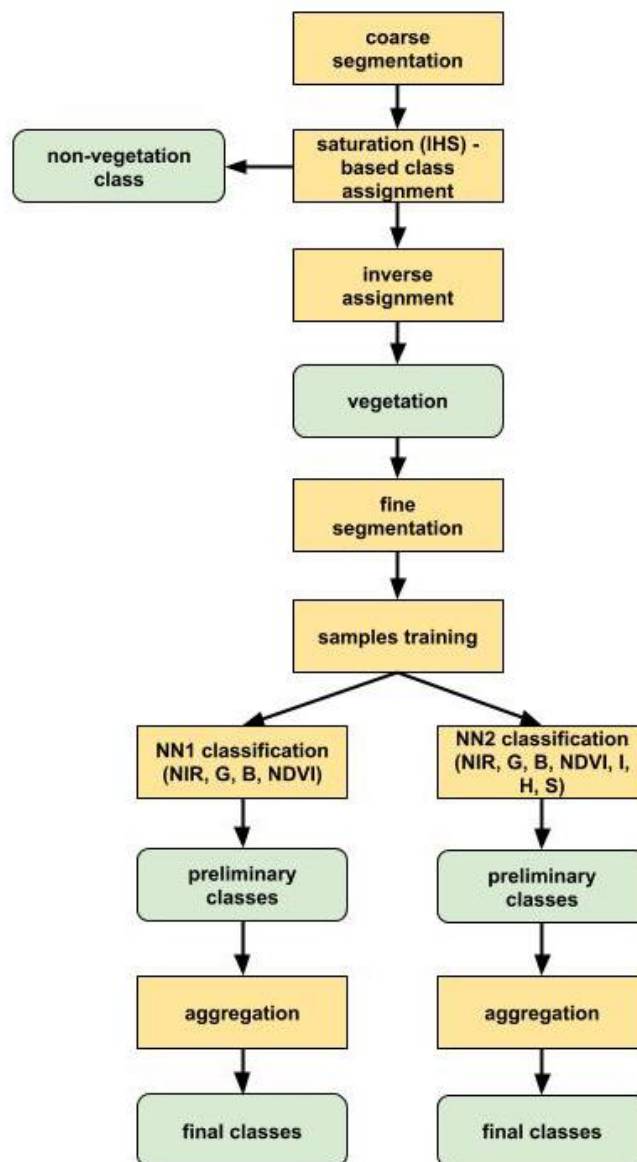 coarse
segmentation
non-vegetation
class
saturation (IHS) -
based class
assignment
inverse
assignment
vegetation
fine
segmentation
samples training
NN1 classification
(NIR, G, B, NDVI)
NN2 classification
(NIR, G, B, NDVI, I,
H, S)
preliminary
classes
preliminary
classes
aggregation
aggregation
final classes
final classes